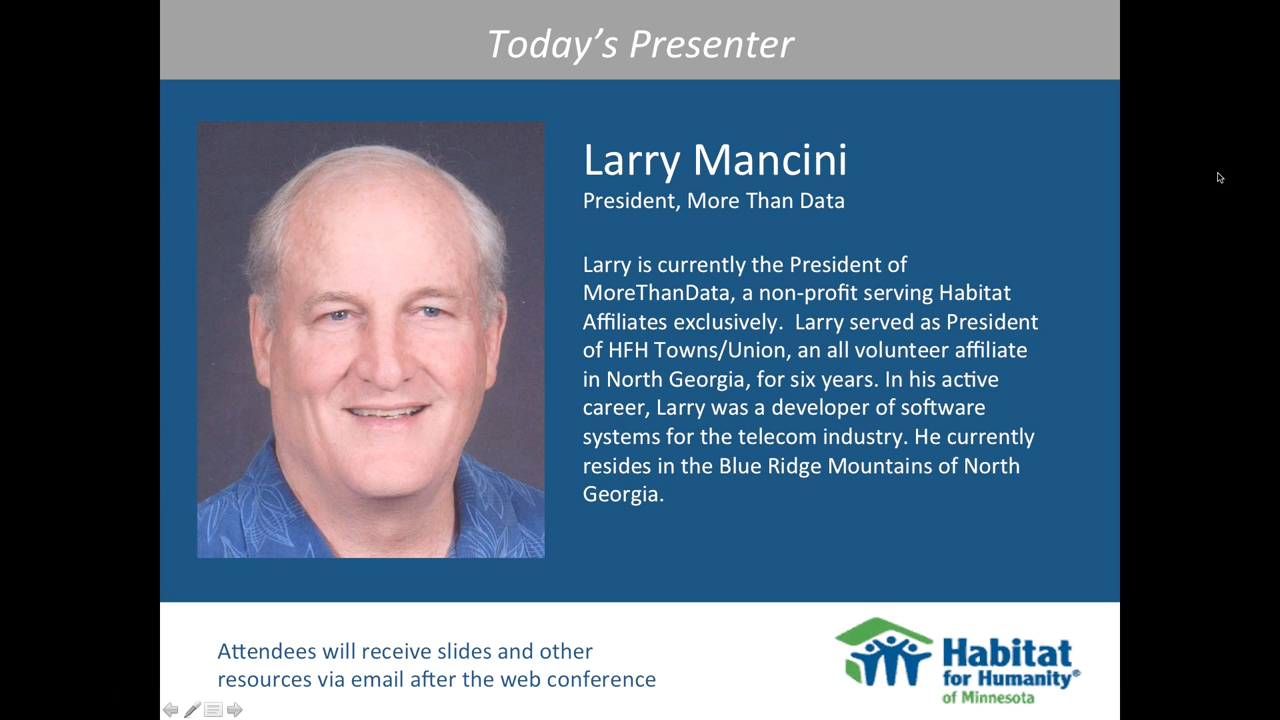 Today's Presenter
Larry Mancini
President, More Than Data
Larry is currently the President of
MoreThanData, a non-profit serving Habitat
Affiliates exclusively.  Larry served as President
of HFH Towns/Union, an all volunteer affiliate
in North Georgia, for six years. In his active
career, Larry was a developer of software
systems for the telecom industry. He currently
resides in the Blue Ridge Mountains of North
Georgia.
Attendees will receive slides and other
resources via email after the web conference
Habitat
for Humanity®
of Minnesota